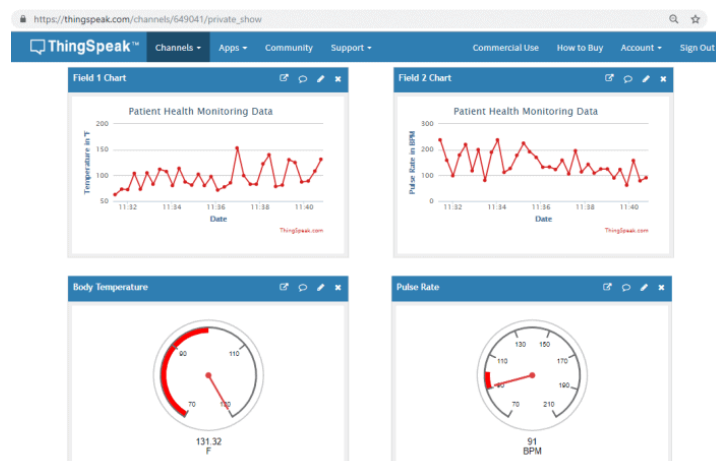 https://thingspeak.com/channels/649041/private_show
ThingSpeak™ Channels Apps Community Support Commercial Use How to Buy Account Sign Out
Field 1 Chart
Patient Health Monitoring Data
Temperature in °F
200
150
100
50
11:32 11:34 11:36 11:38 11:40
Date
ThingSpeak.com
Field 2 Chart
Patient Health Monitoring Data
Pulse Rate in BPM
300
200
100
0
11:32 11:34 11:36 11:38 11:40
Date
ThingSpeak.com
Body Temperature
90 110
70
131.32
F
Pulse Rate
130 150
110 170
90 190
70 210
91
BPM